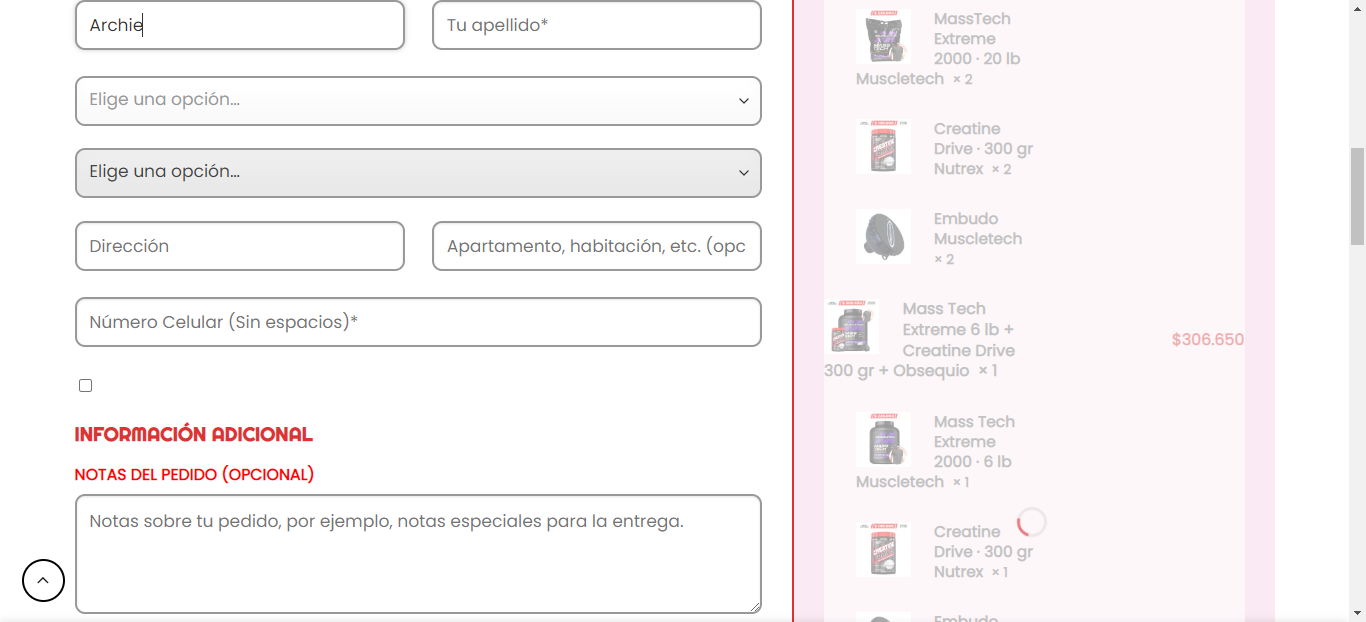 Archie
Tu apellido*
Elige una opción...
Elige una opción...
Dirección
Apartamento, habitación, etc. (opc
Número Celular (Sin espacios)*
INFORMACIÓN ADICIONAL
NOTAS DEL PEDIDO (OPCIONAL)
Notas sobre tu pedido, por ejemplo, notas especiales para la entrega.
MassTech
Extreme
2000 · 20 lb
Muscletech × 2
Creatine
Drive · 300 gr
Nutrex × 2
Embudo
Muscletech
× 2
Mass Tech
Extreme 6 lb +
Creatine Drive
300 gr + Obsequio × 1
$306.650
Mass Tech
Extreme
2000 · 6 lb
Muscletech × 1
Creatine
Drive · 300 gr
Nutrex × 1
Embudo